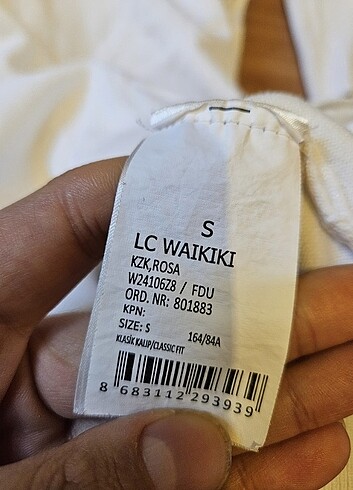 S
LC WAIKIKI
KZK,ROSA
W24106Z8 / FDU
ORD. NR: 801883
KPN:
SIZE: S 164/84A
KLASİK KALIP/CLASSIC FIT
8 683112 293939